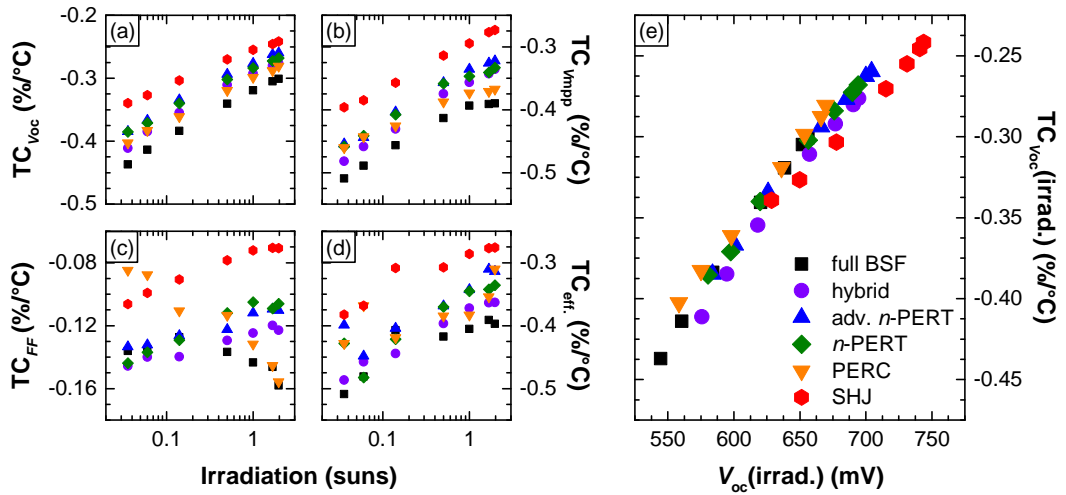 (a)
(b)
(e)
-0.2
-0.3
-0.4
-0.5
TC_Voc (%/°C)
-0.3
-0.4
-0.5
TC_Vmpp (%/°C)
(c)
(d)
-0.08
-0.12
-0.16
TC_FF (%/°C)
-0.3
-0.4
-0.5
TC_eff. (%/°C)
0.1
1
0.1
1
Irradiation (suns)
-0.25
-0.30
-0.35
-0.40
-0.45
TC_Voc(irrad.) (%/°C)
full BSF
hybrid
adv. n-PERT
n-PERT
PERC
SHJ
550
600
650
700
750
V_oc(irrad.) (mV)